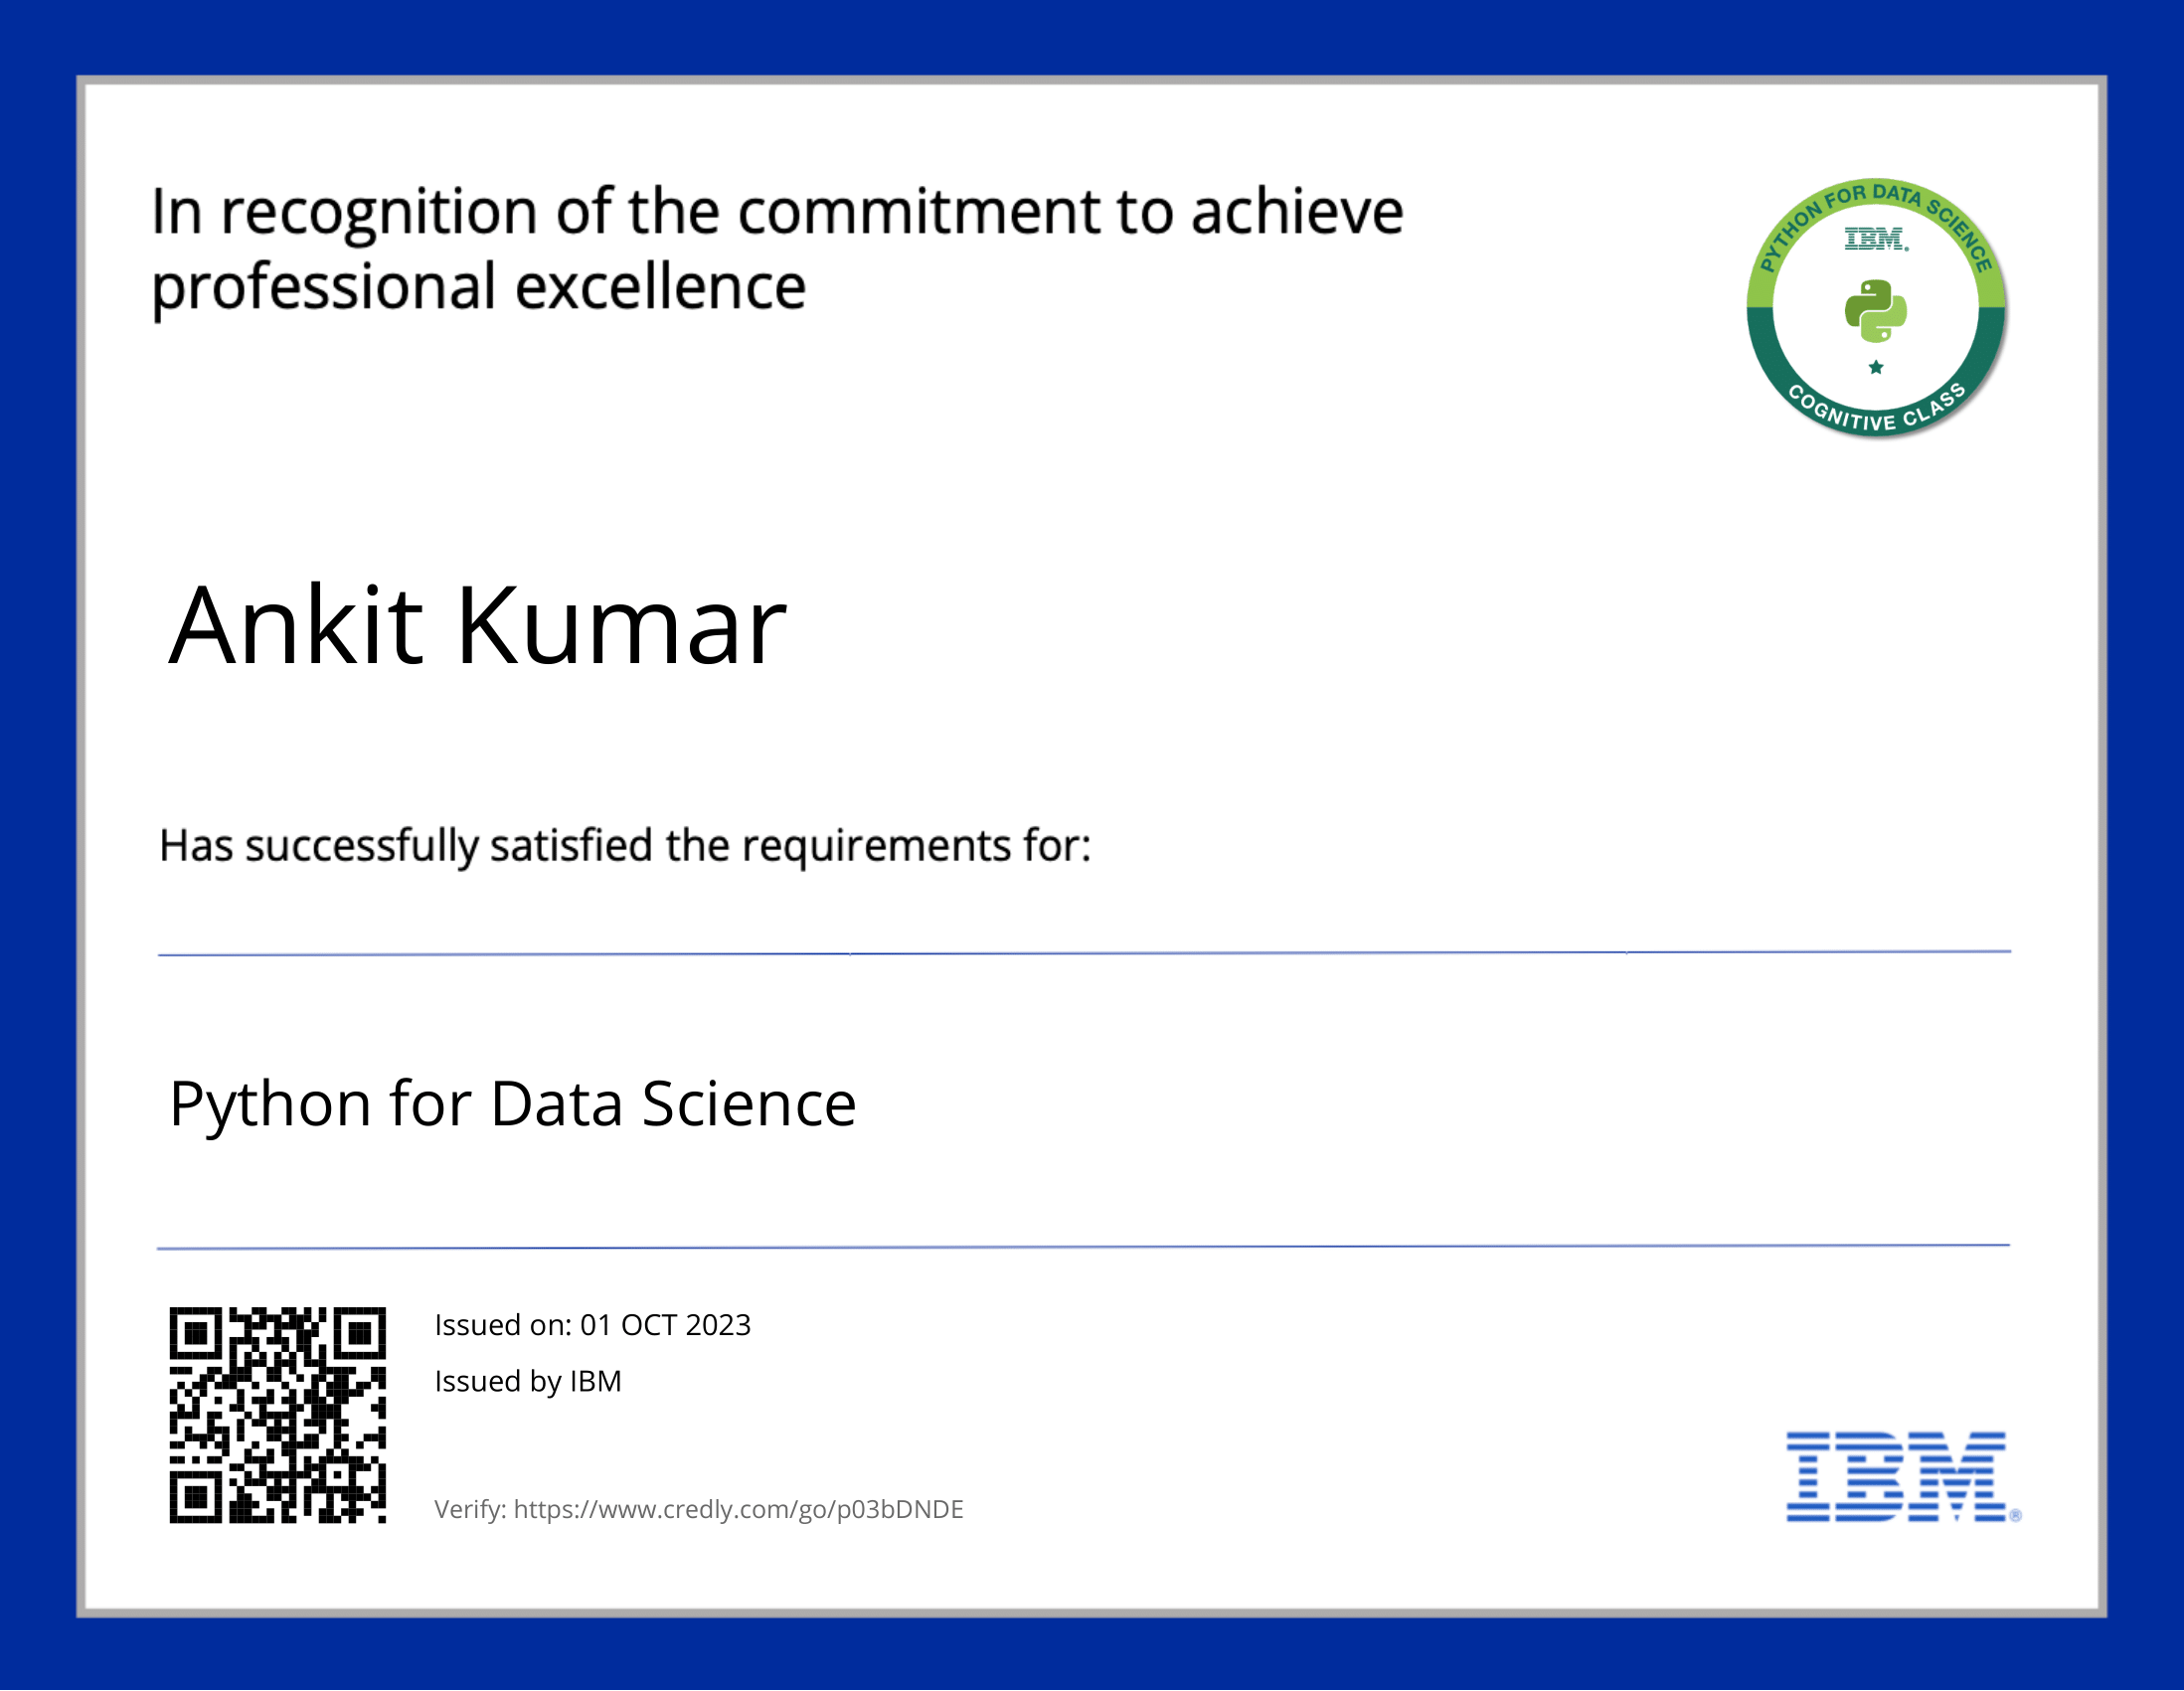 In recognition of the commitment to achieve
professional excellence
PYTHON FOR DATA SCIENCE
IBM®
COGNITIVE CLASS
Ankit Kumar
Has successfully satisfied the requirements for:
Python for Data Science
Issued on: 01 OCT 2023
Issued by IBM
Verify: https://www.credly.com/go/p03bDNDE
IBM®